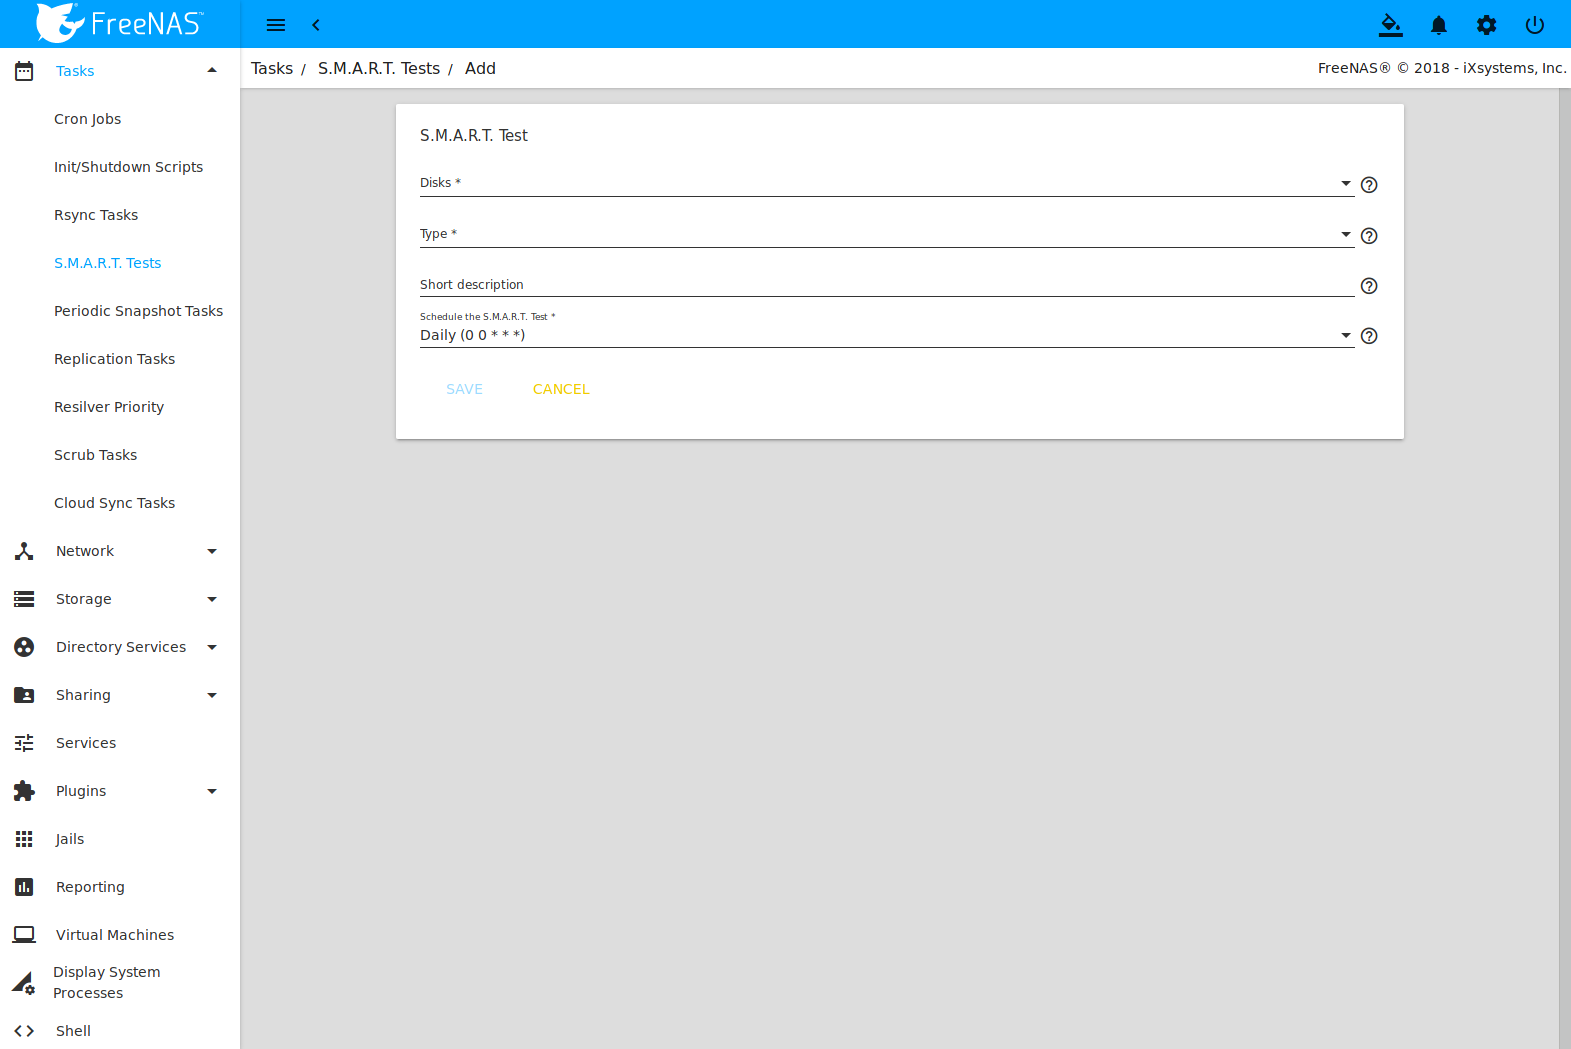 FreeNAS™
Tasks
Cron Jobs
Init/Shutdown Scripts
Rsync Tasks
S.M.A.R.T. Tests
Periodic Snapshot Tasks
Replication Tasks
Resilver Priority
Scrub Tasks
Cloud Sync Tasks
Network
Storage
Directory Services
Sharing
Services
Plugins
Jails
Reporting
Virtual Machines
Display System
Processes
Shell
Tasks / S.M.A.R.T. Tests / Add
FreeNAS® © 2018 - iXsystems, Inc.
S.M.A.R.T. Test
Disks *
Type *
Short description
Schedule the S.M.A.R.T. Test *
Daily (0 0 * * *)
SAVE CANCEL